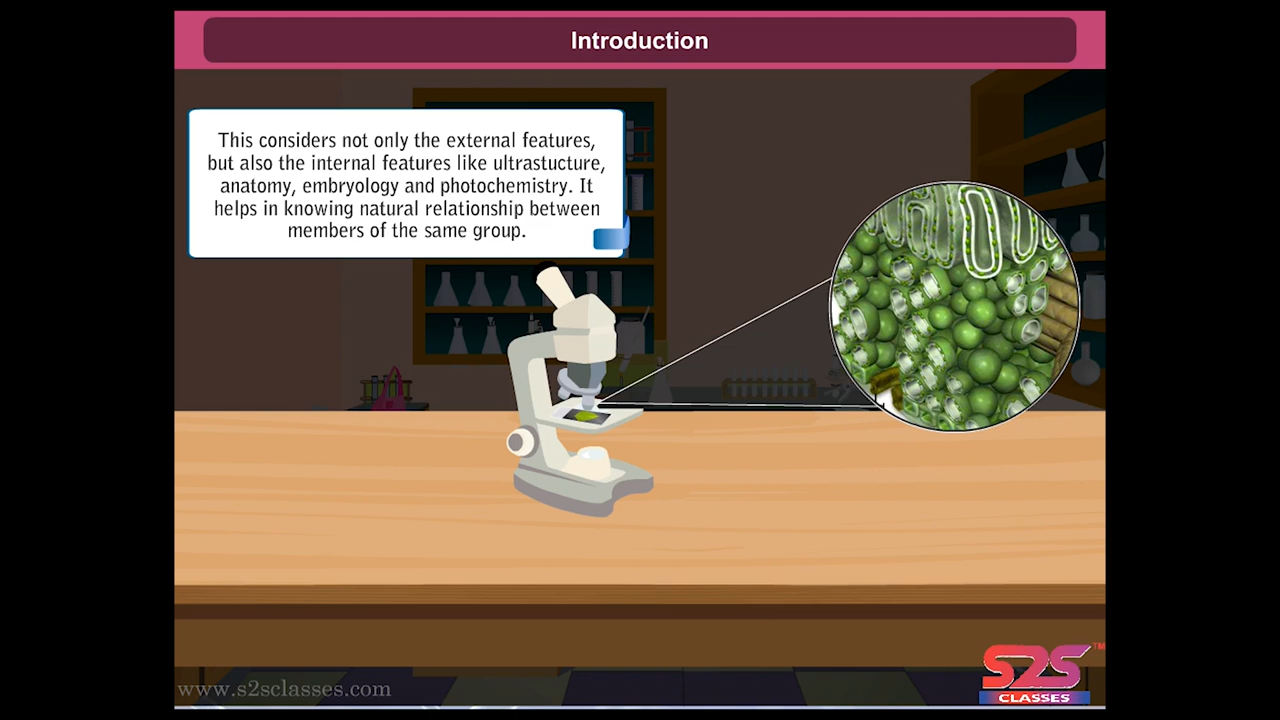 Introduction
This considers not only the external features,
but also the internal features like ultrastucture,
anatomy, embryology and photochemistry. It
helps in knowing natural relationship between
members of the same group.
www.s2sclasses.com
S2S TM
CLASSES